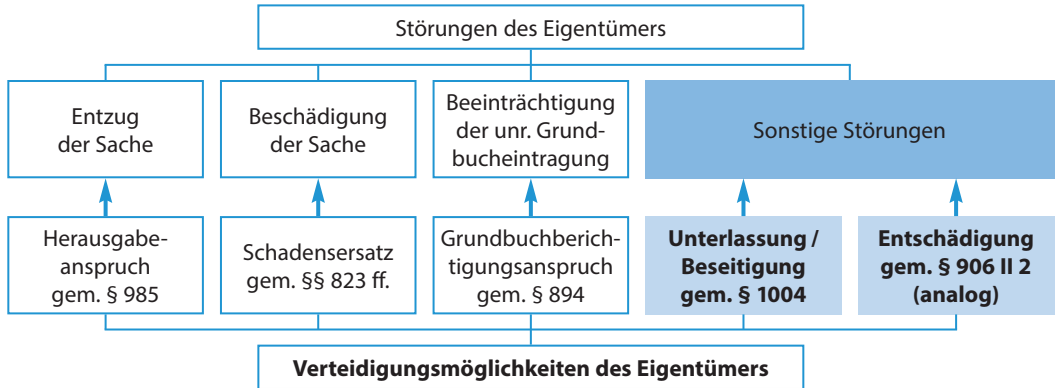 Störungen des Eigentümers
Entzug
der Sache
Beschädigung
der Sache
Beeinträchtigung
der unr. Grund-
bucheintragung
Sonstige Störungen
Herausgabe-
anspruch
gem. § 985
Schadensersatz
gem. §§ 823 ff.
Grundbuchberich-
tigungsanspruch
gem. § 894
Unterlassung /
Beseitigung
gem. § 1004
Entschädigung
gem. § 906 II 2
(analog)
Verteidigungsmöglichkeiten des Eigentümers